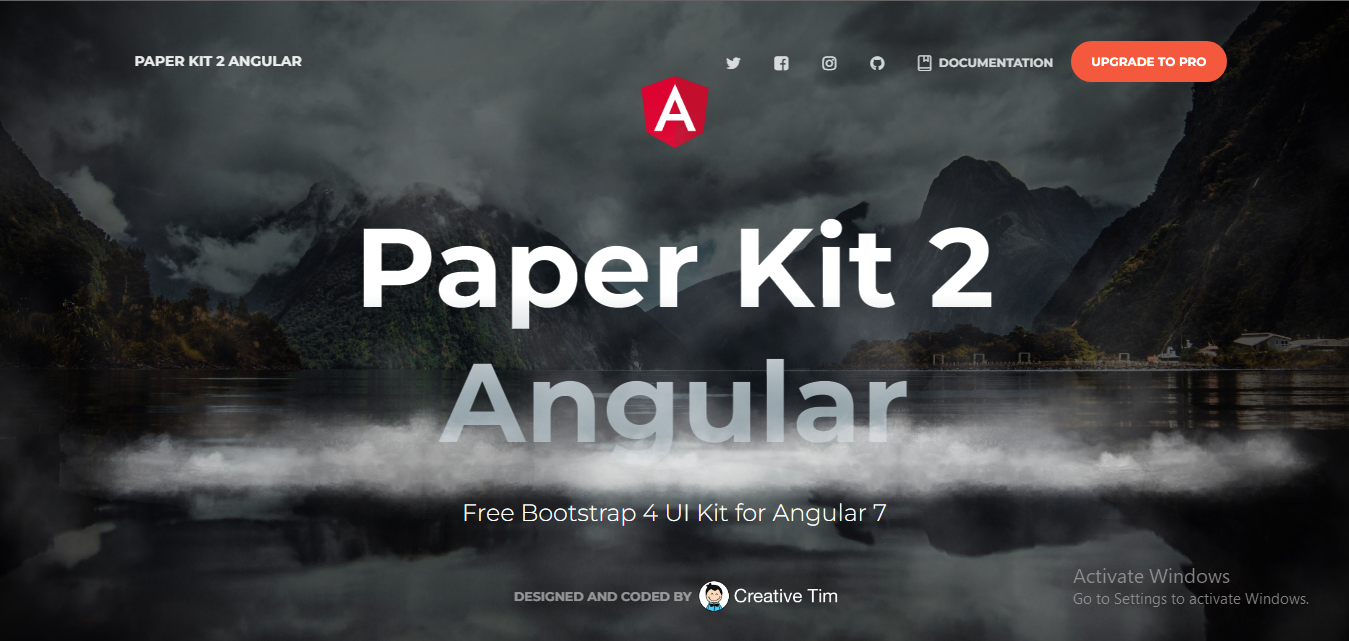 PAPER KIT 2 ANGULAR
DOCUMENTATION
UPGRADE TO PRO
A
Paper Kit 2
Angular
Free Bootstrap 4 UI Kit for Angular 7
DESIGNED AND CODED BY Creative Tim
Activate Windows
Go to Settings to activate Windows.